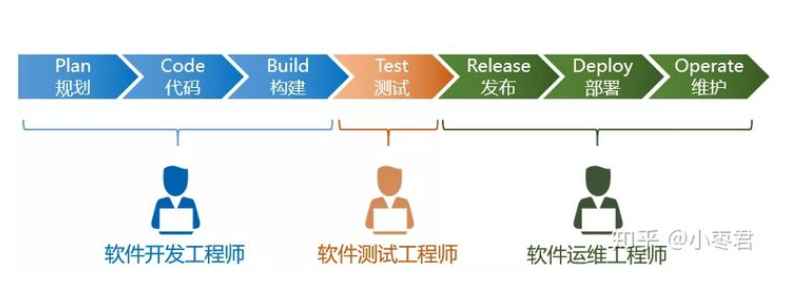 Plan
规划
Code
代码
Build
构建
Test
测试
Release
发布
Deploy
部署
Operate
维护
软件开发工程师
软件测试工程师
软件运维工程师
知乎 @小枣君